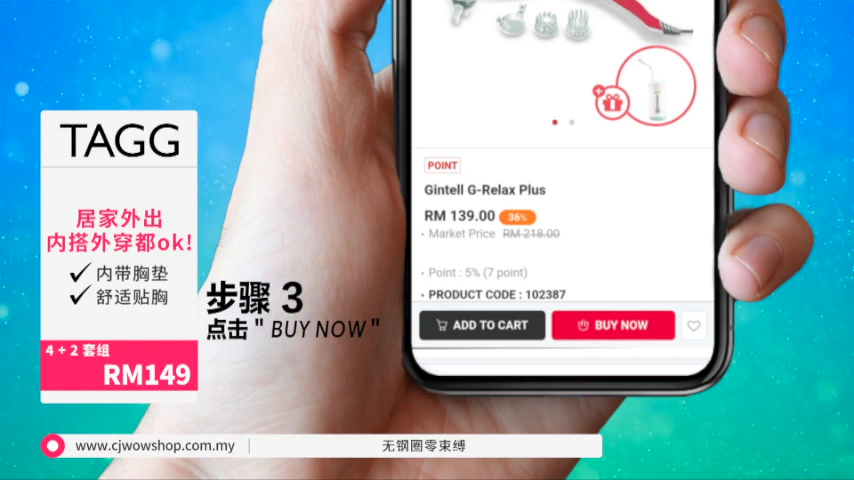 TAGG
居家外出
内搭外穿都ok!
内带胸垫
舒适贴胸
4 + 2 套组
RM149
步骤 3
点击 " BUY NOW "
POINT
Gintell G-Relax Plus
RM 139.00 36%
• Market Price RM 218.00
• Point : 5% (7 point)
• PRODUCT CODE : 102387
ADD TO CART
BUY NOW
www.cjwowshop.com.my
无钢圈零束缚